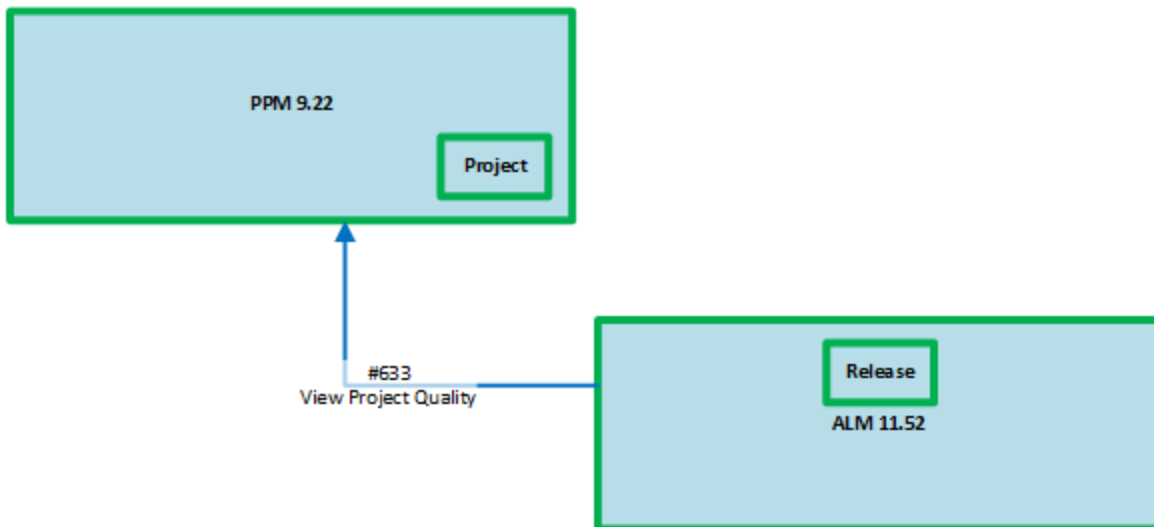 PPM 9.22
Project
#633
View Project Quality
Release
ALM 11.52